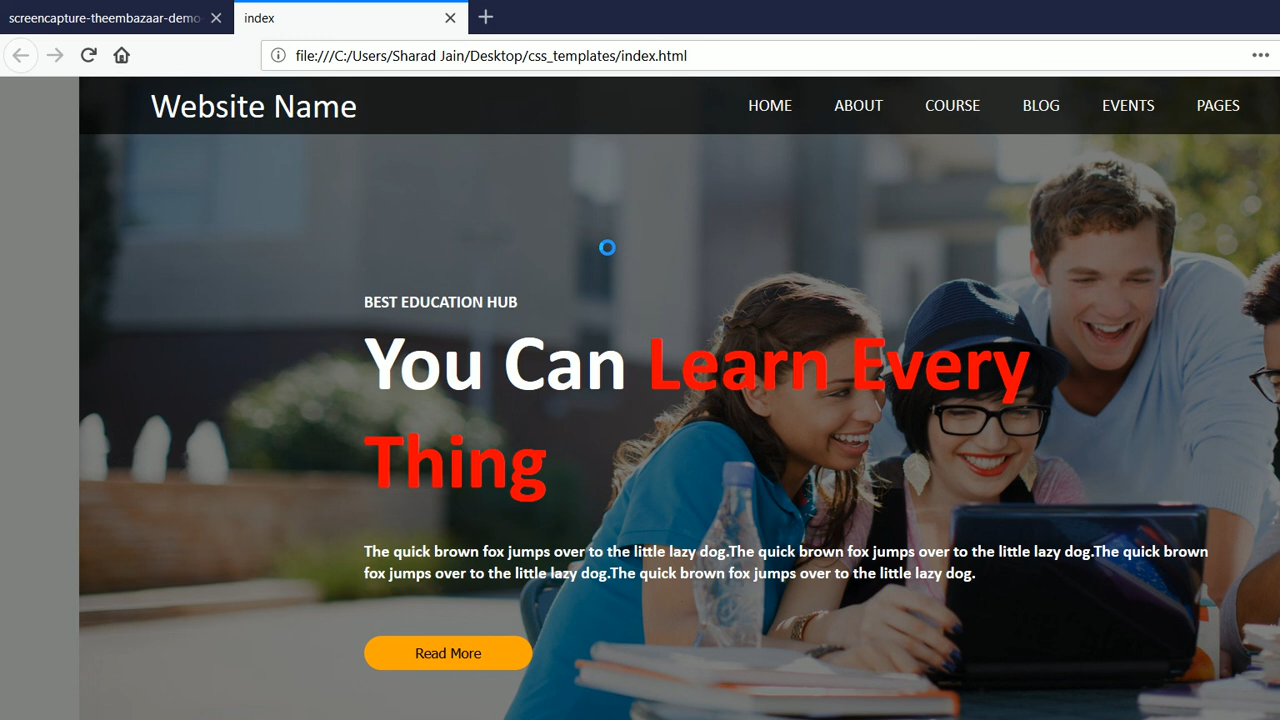 screencapture-theembazaar-demo-
index
file:///C:/Users/Sharad Jain/Desktop/css_templates/index.html
Website Name
HOME ABOUT COURSE BLOG EVENTS PAGES
BEST EDUCATION HUB
You Can Learn Every
Thing
The quick brown fox jumps over to the little lazy dog.The quick brown fox jumps over to the little lazy dog.The quick brown
fox jumps over to the little lazy dog.The quick brown fox jumps over to the little lazy dog.
Read More